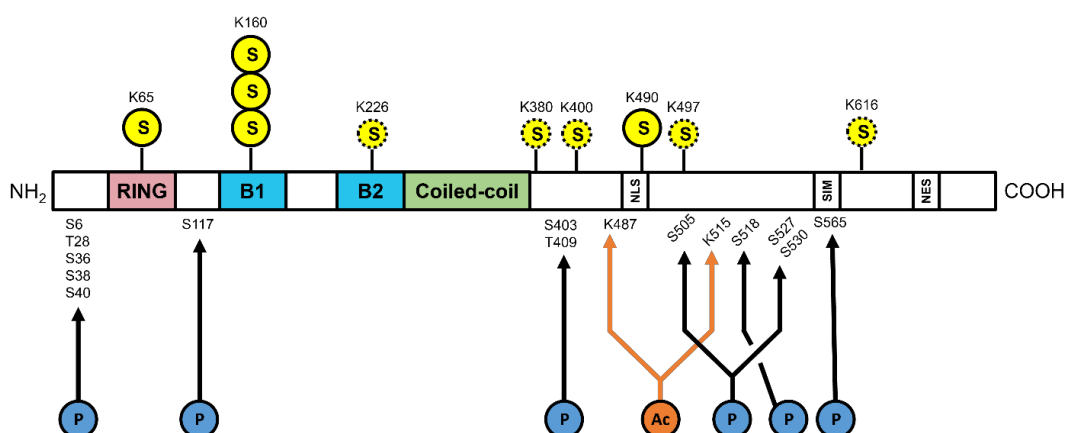 K160
S
S
K65
S
S
K226
S
K380
S
K400
S
K490
S
K497
S
K616
S
NH2
RING
B1
B2
Coiled-coil
NLS
SIM
NES
COOH
S6
T28
S36
S38
S40
S117
S403
T409
K487
S505
K515
S518
S527
S530
S565
P
P
P
Ac
P
P
P